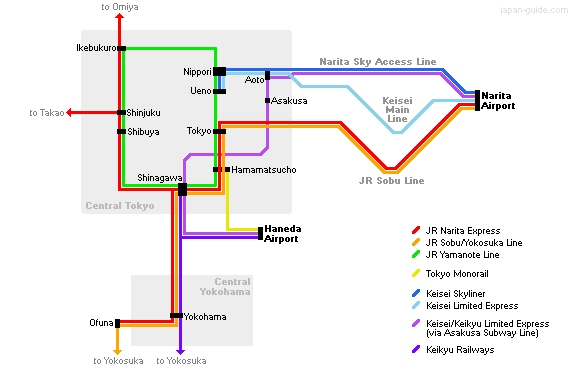 japan-guide.com
to Omiya
Ikebukuro
Nippori
Ueno
Aoto
Narita Sky Access Line
Asakusa
Keisei
Main
Line
Narita
Airport
to Takao
Shinjuku
Shibuya
Tokyo
Hamamatsucho
JR Sobu Line
Shinagawa
Central Tokyo
Haneda
Airport
Central
Yokohama
Yokohama
Ofuna
to Yokosuka
to Yokosuka
JR Narita Express
JR Sobu/Yokosuka Line
JR Yamanote Line
Tokyo Monorail
Keisei Skyliner
Keisei Limited Express
Keisei/Keikyu Limited Express
(via Asakusa Subway Line)
Keikyu Railways